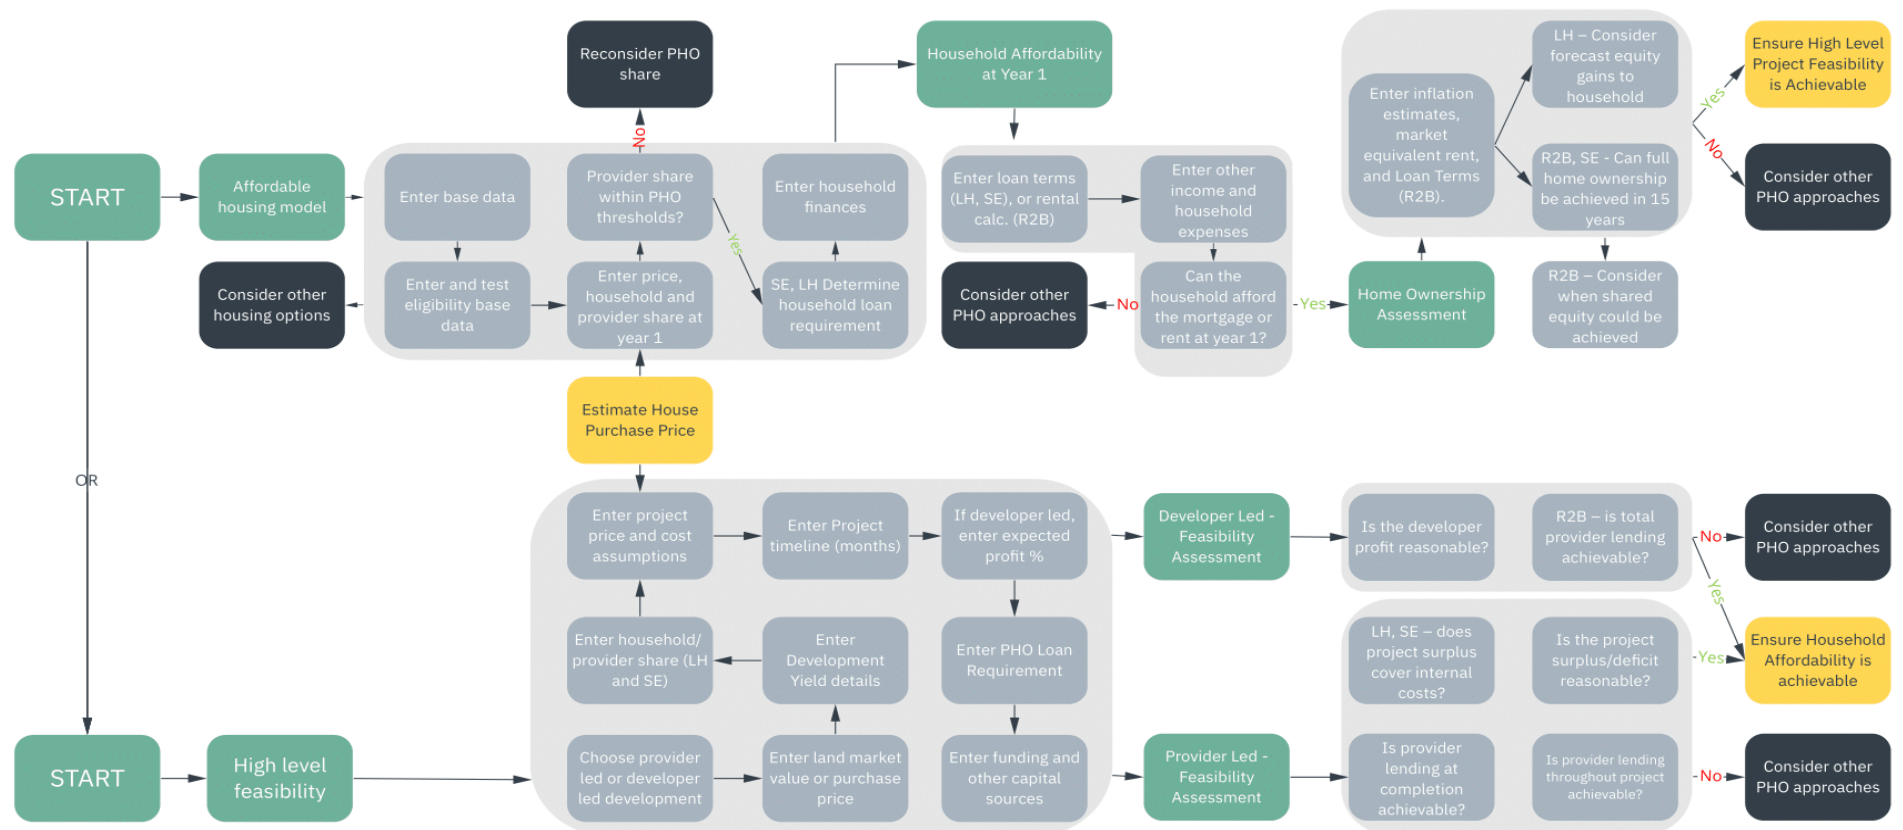 START
Affordable
housing model
Consider other
housing options
Enter base data
Enter and test
eligibility base
data
Enter price,
household and
provider share at
year 1
Provider share
within PHO
thresholds?
No
Reconsider PHO
share
Yes
SE, LH Determine
household loan
requirement
Enter household
finances
Household Affordability
at Year 1
Enter loan terms
(LH, SE), or rental
calc. (R2B)
Enter other
income and
household
expenses
Can the
household afford
the mortgage or
rent at year 1?
No
Consider other
PHO approaches
Yes
Home Ownership
Assessment
Enter inflation
estimates,
market
equivalent rent,
and Loan Terms
(R2B).
LH – Consider
forecast equity
gains to
household
R2B, SE - Can full
home ownership
be achieved in 15
years
R2B – Consider
when shared
equity could be
achieved
Yes
Ensure High Level
Project Feasibility
is Achievable
No
Consider other
PHO approaches
Estimate House
Purchase Price
OR
START
High level
feasibility
Choose provider
led or developer
led development
Enter land market
value or purchase
price
Enter
Development
Yield details
Enter household/
provider share (LH
and SE)
Enter project
price and cost
assumptions
Enter Project
timeline (months)
If developer led,
enter expected
profit %
Enter PHO Loan
Requirement
Enter funding and
other capital
sources
Developer Led -
Feasibility
Assessment
Is the developer
profit reasonable?
R2B – is total
provider lending
achievable?
No
Consider other
PHO approaches
Yes
Provider Led -
Feasibility
Assessment
LH, SE – does
project surplus
cover internal
costs?
Is the project
surplus/deficit
reasonable?
Is provider
lending at
completion
achievable?
Is provider lending
throughout project
achievable?
Yes
Ensure Household
Affordability is
achievable
No
Consider other
PHO approaches